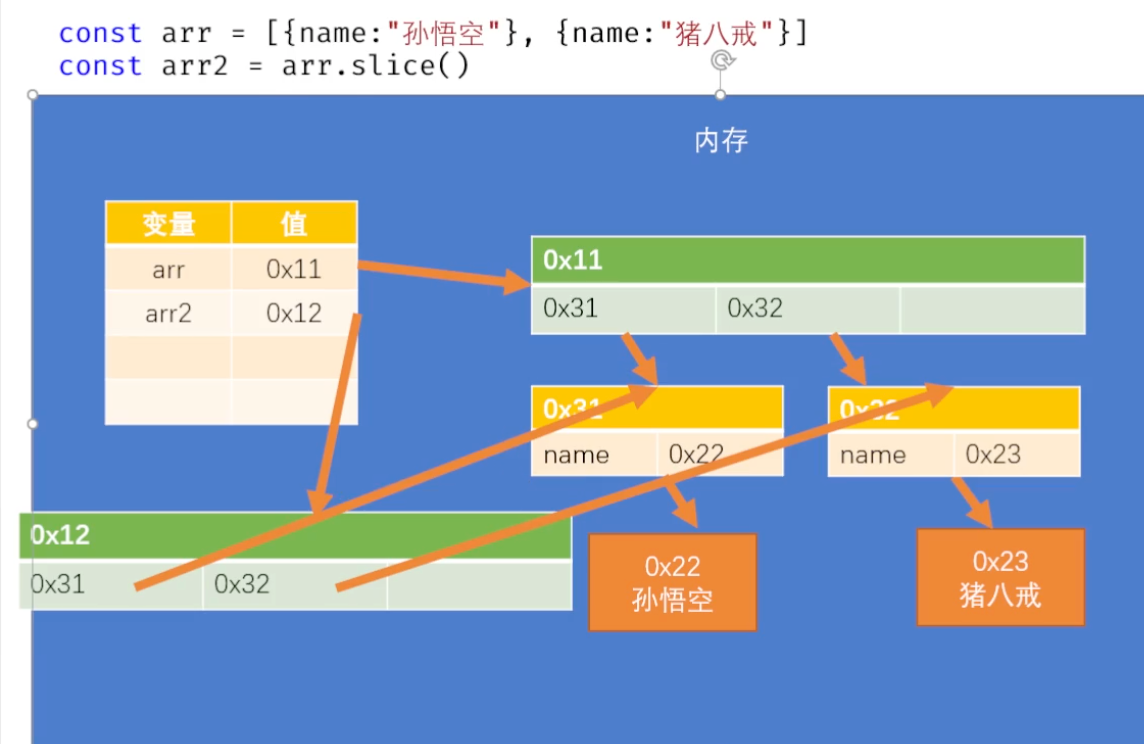 const arr = [{name:"孙悟空"}, {name:"猪八戒"}]
const arr2 = arr.slice()
内存
变量 值
arr 0x11
arr2 0x12
0x11
0x31 0x32
0x31 0x32
name 0x22 name 0x23
0x12
0x31 0x32
0x22
孙悟空
0x23
猪八戒